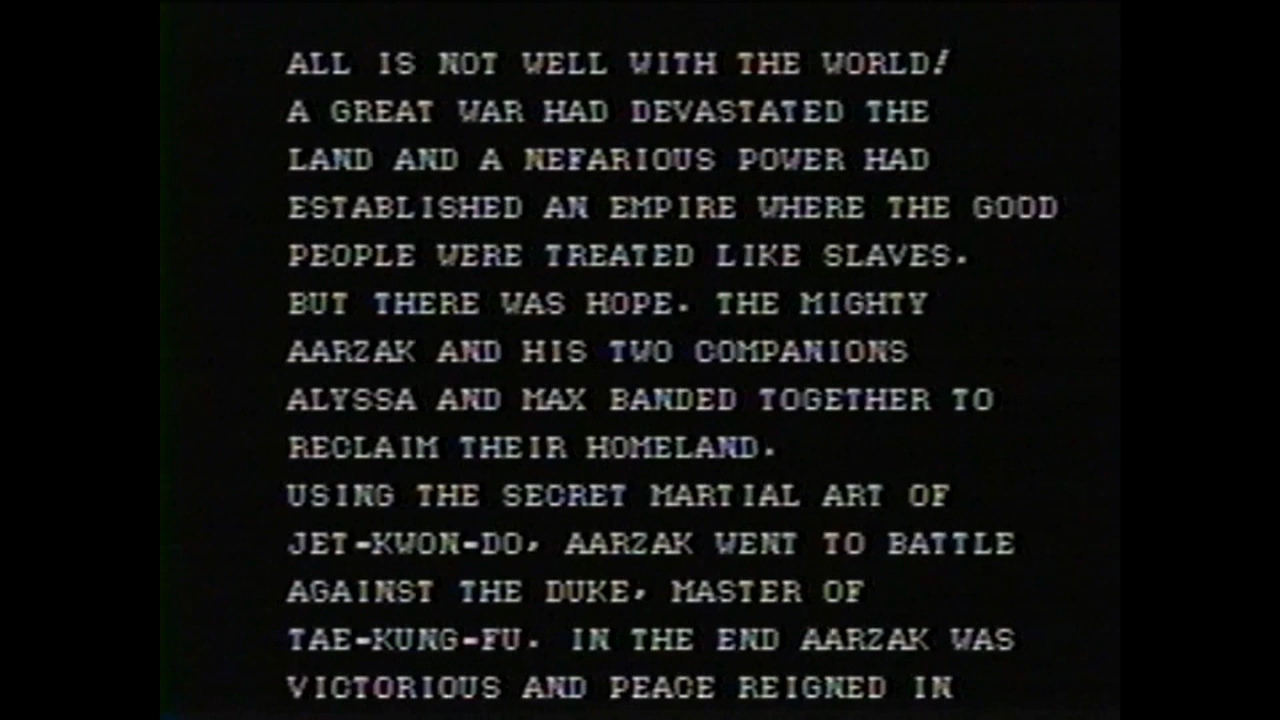 ALL IS NOT WELL WITH THE WORLD!
A GREAT WAR HAD DEVASTATED THE
LAND AND A NEFARIOUS POWER HAD
ESTABLISHED AN EMPIRE WHERE THE GOOD
PEOPLE WERE TREATED LIKE SLAVES.
BUT THERE WAS HOPE. THE MIGHTY
AARZAK AND HIS TWO COMPANIONS
ALYSSA AND MAX BANDED TOGETHER TO
RECLAIM THEIR HOMELAND.
USING THE SECRET MARTIAL ART OF
JET-KWON-DO, AARZAK WENT TO BATTLE
AGAINST THE DUKE, MASTER OF
TAE-KUNG-FU. IN THE END AARZAK WAS
VICTORIOUS AND PEACE REIGNED IN